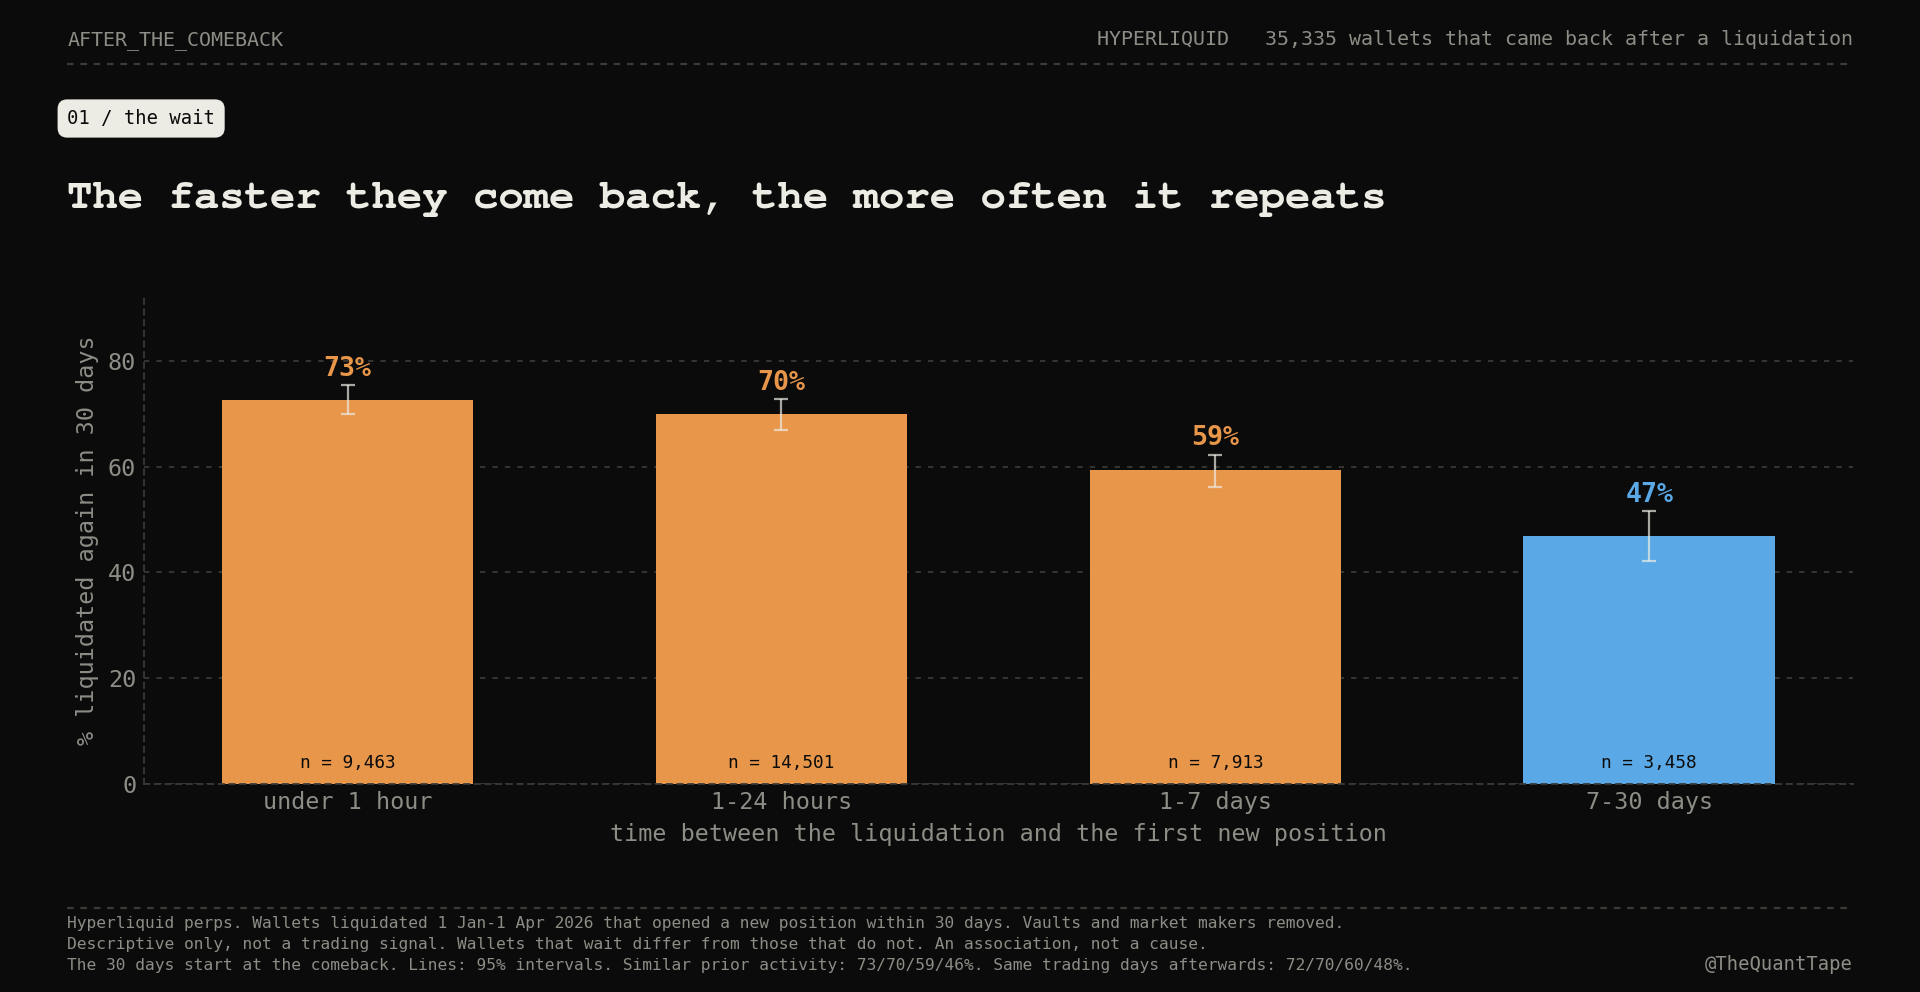 AFTER_THE_COMEBACK
HYPERLIQUID   35,335 wallets that came back after a liquidation
01 / the wait
The faster they come back, the more often it repeats
% liquidated again in 30 days
80
60
40
20
0
73%
70%
59%
47%
n = 9,463
n = 14,501
n = 7,913
n = 3,458
under 1 hour
1-24 hours
1-7 days
7-30 days
time between the liquidation and the first new position
Hyperliquid perps. Wallets liquidated 1 Jan-1 Apr 2026 that opened a new position within 30 days. Vaults and market makers removed.
Descriptive only, not a trading signal. Wallets that wait differ from those that do not. An association, not a cause.
The 30 days start at the comeback. Lines: 95% intervals. Similar prior activity: 73/70/59/46%. Same trading days afterwards: 72/70/60/48%.
@TheQuantTape